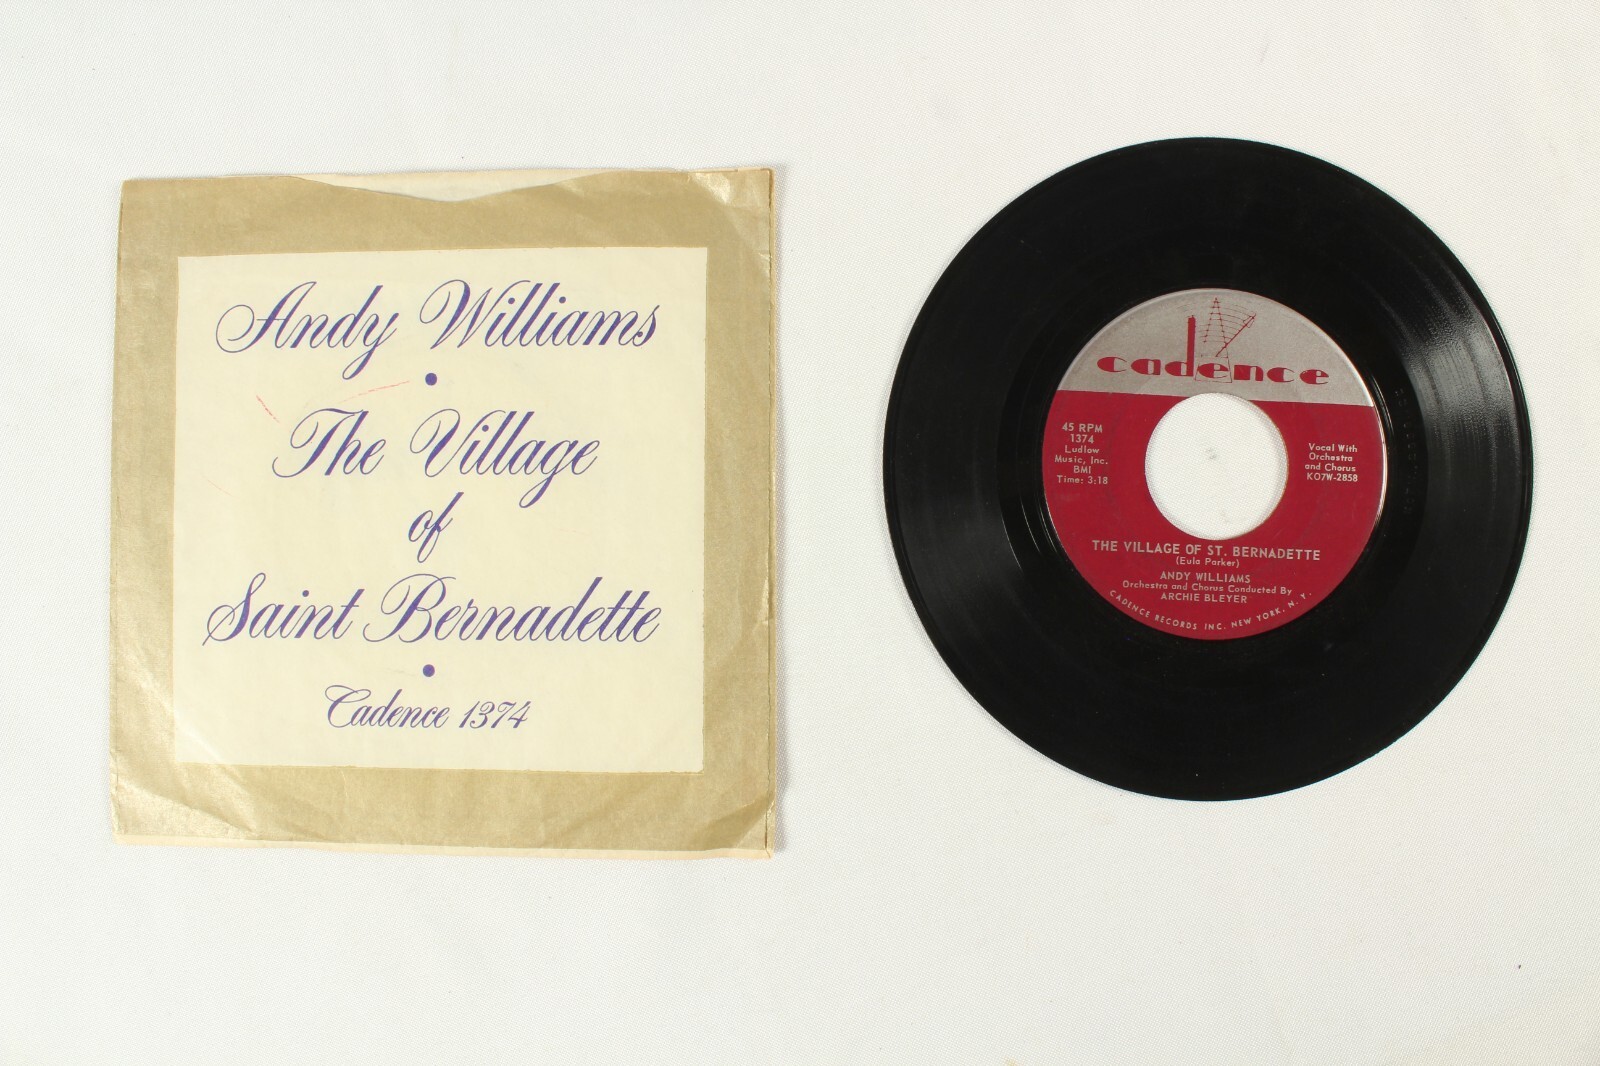 Andy Williams
•
The Village
of
Saint Bernadette
•
Cadence 1374
cadence
45 RPM
1374
Ludlow
Music, Inc.
BMI
Time: 3:18
Vocal With
Orchestra
and Chorus
KO7W-2858
THE VILLAGE OF ST. BERNADETTE
(Eula Parker)
ANDY WILLIAMS
Orchestra and Chorus Conducted By
ARCHIE BLEYER
CADENCE RECORDS INC. NEW YORK, N. Y.